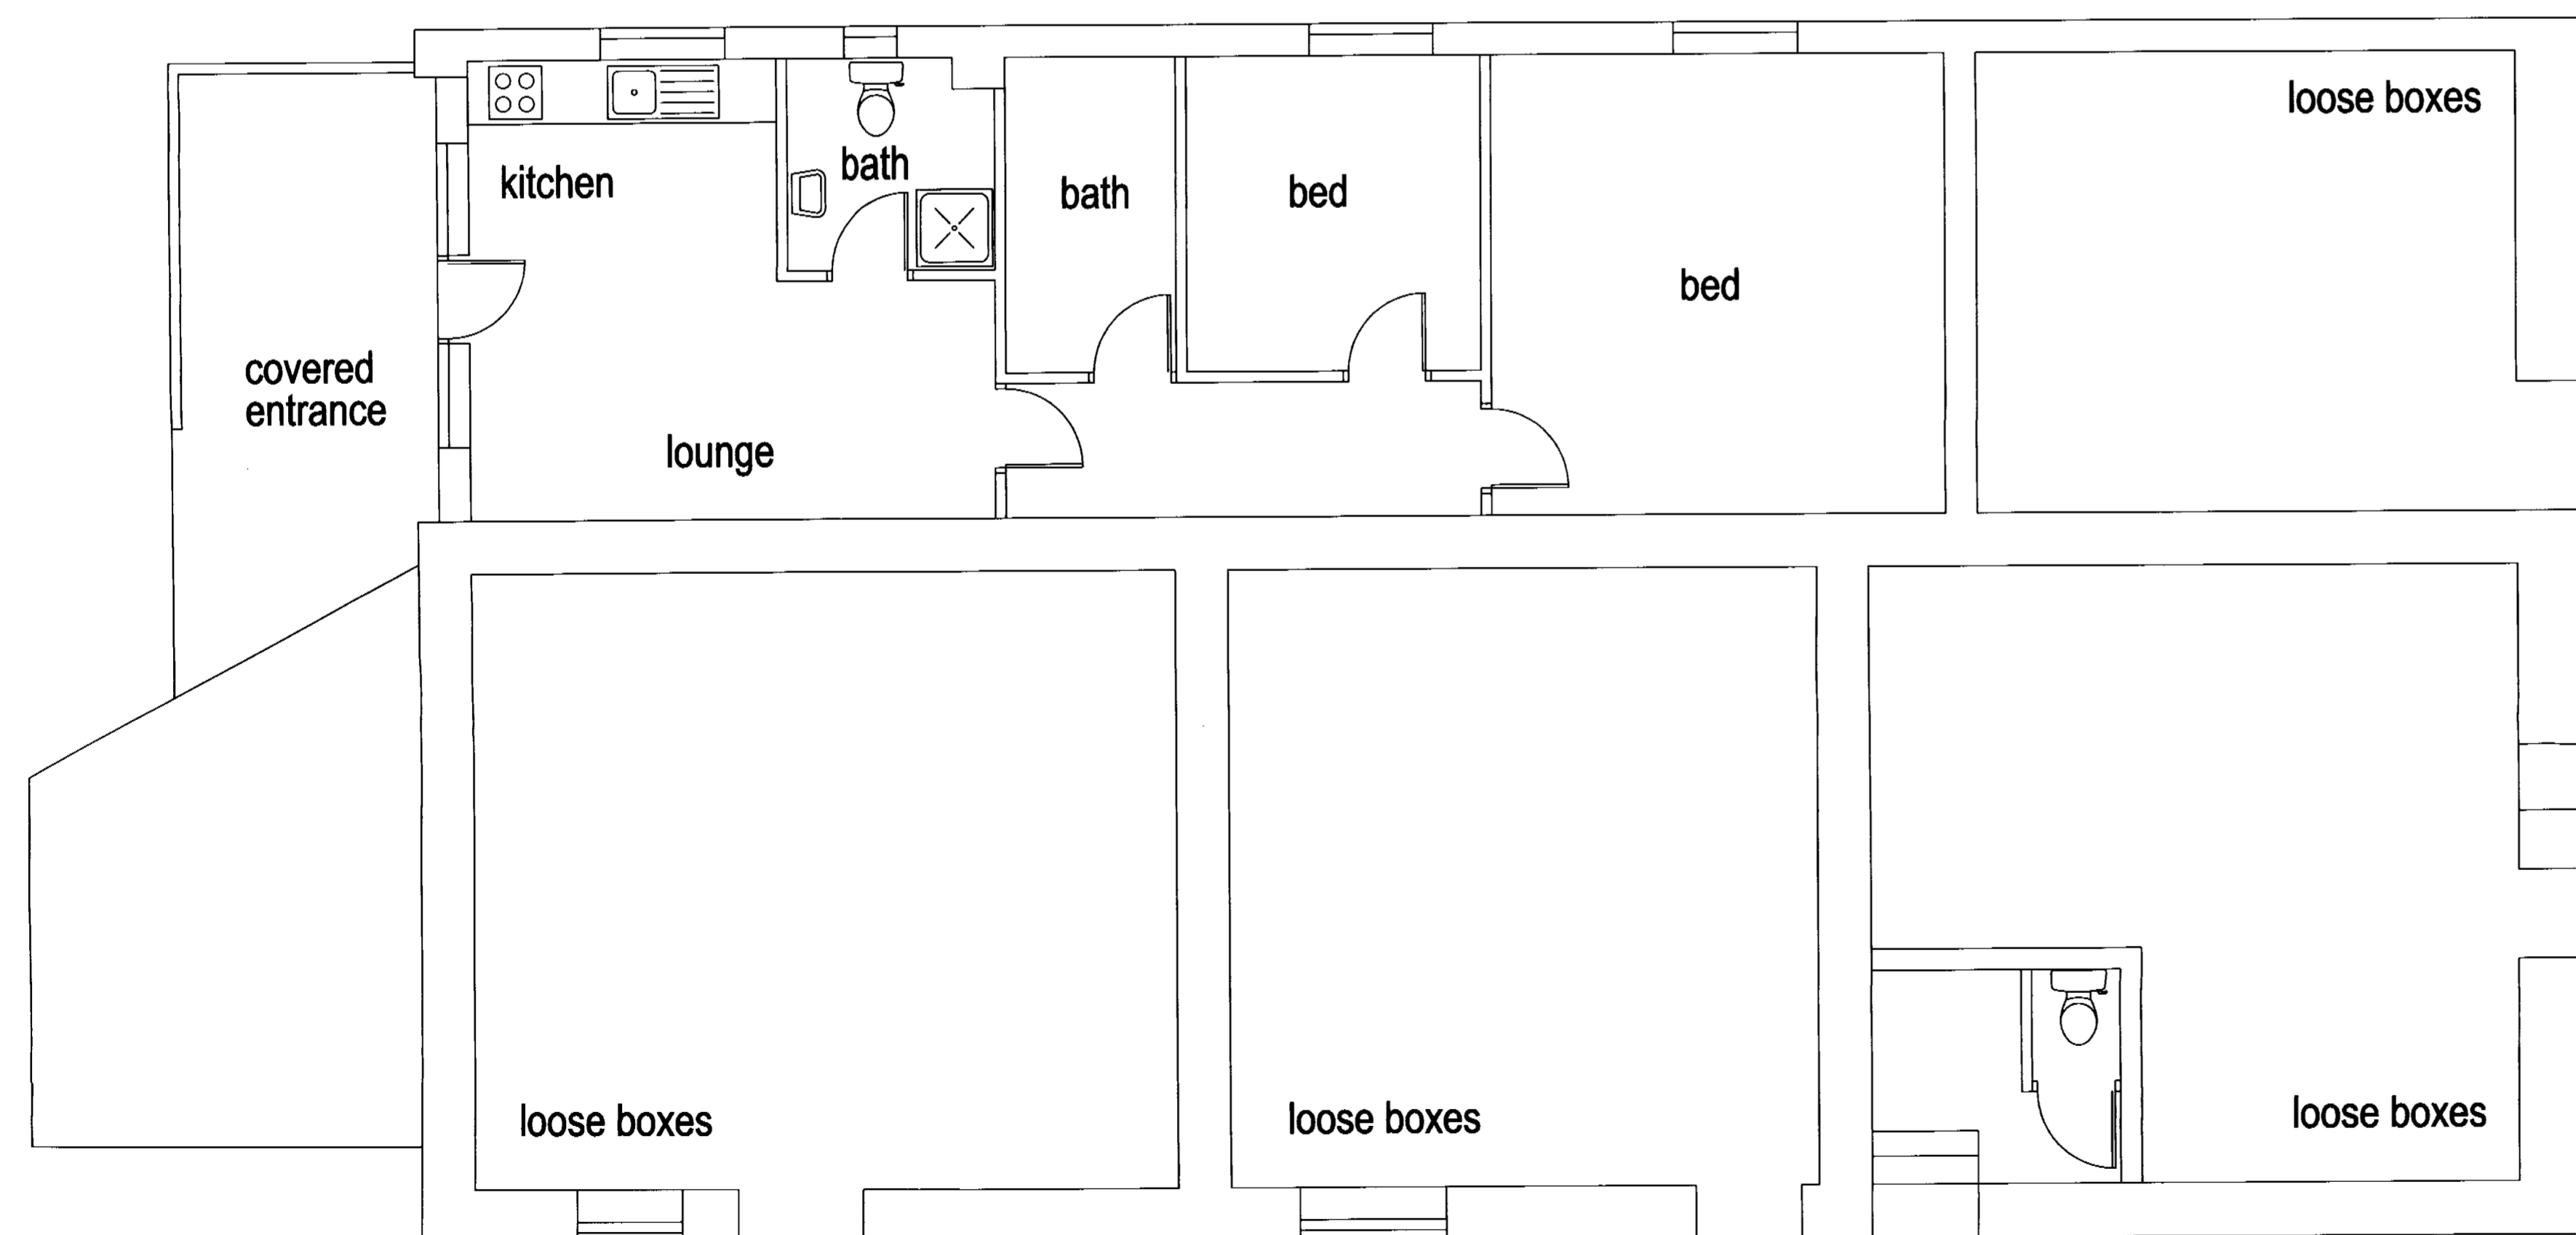 loose boxes
kitchen
bath
bath
bed
bed
covered
entrance
lounge
loose boxes
loose boxes
loose boxes